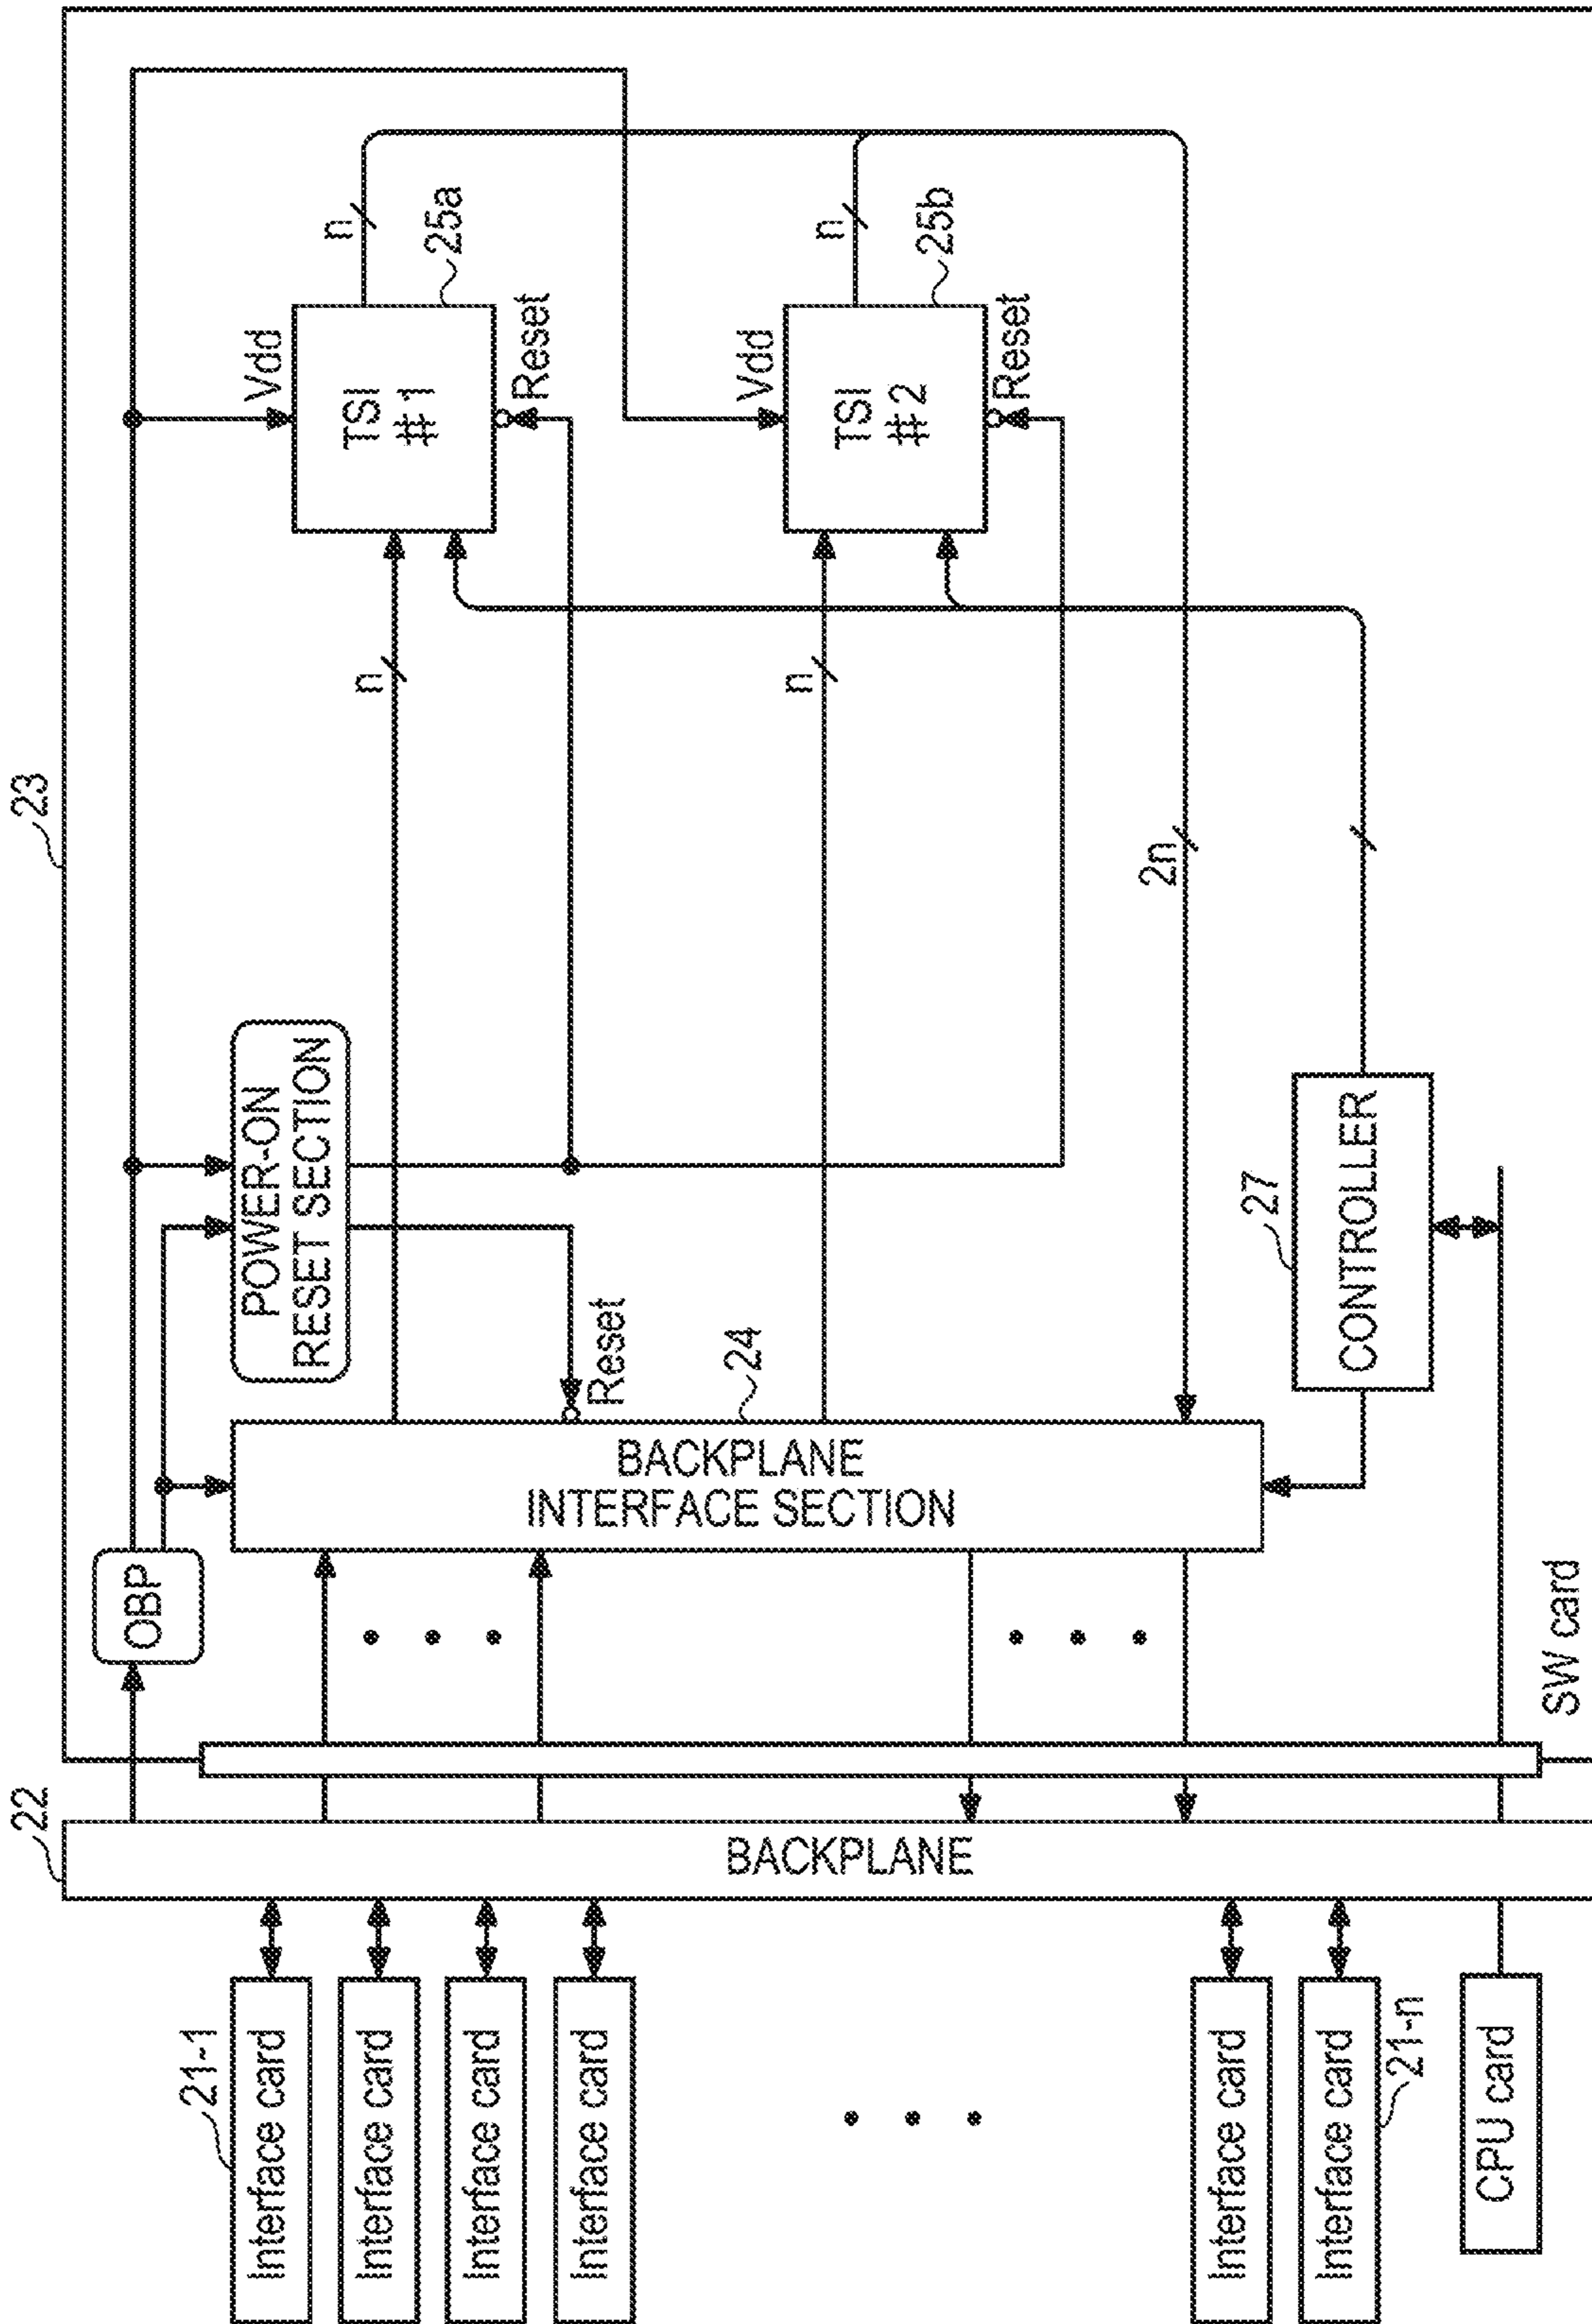 23
22
OBP
POWER-ON
RESET SECTION
Vdd
TSI
#1
Reset
25a
n
n
Vdd
TSI
#2
Reset
25b
n
n
2n
Reset
24
BACKPLANE
INTERFACE SECTION
27
CONTROLLER
SW card
BACKPLANE
21-1
Interface card
Interface card
Interface card
Interface card
Interface card
Interface card
21-n
CPU card